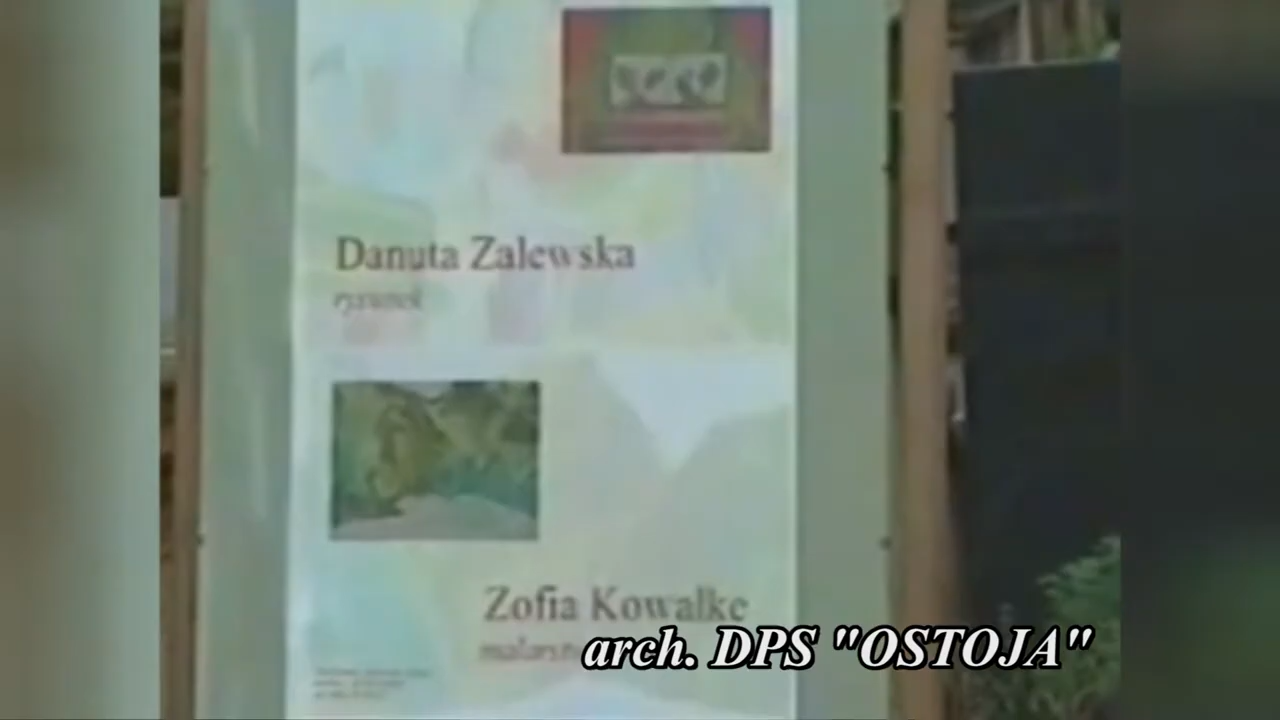 Danuta Zalewska
rysunek
Zofia Kowalke
arch. DPS "OSTOJA"